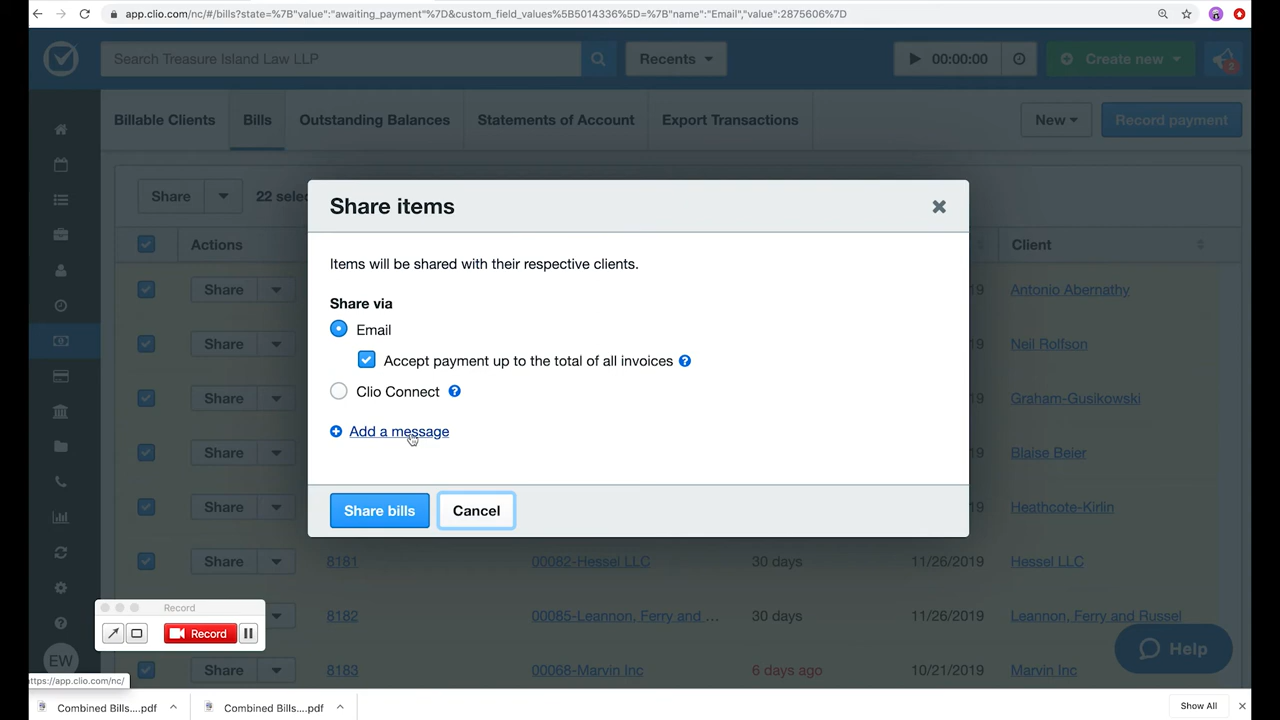 app.clio.com/nc/#/bills?state=%7B"value":"awaiting_payment"%7D&custom_field_values%5B5014336%5D=%7B"name":"Email","value":2875606%7D
Search Treasure Island Law LLP
Recents
00:00:00
Create new
2
Billable Clients
Bills
Outstanding Balances
Statements of Account
Export Transactions
New
Record payment
Share
22 selec
Actions
Client
Share items
Items will be shared with their respective clients.
Share via
Email
Accept payment up to the total of all invoices
Clio Connect
Add a message
Share bills
Cancel
Share 19 Antonio Abernathy
Share 19 Neil Rolfson
Share 19 Graham-Gusikowski
Share 19 Blaise Beier
Share 19 Heathcote-Kirlin
Share 8181 00082-Hessel LLC 30 days 11/26/2019 Hessel LLC
8182 00085-Leannon, Ferry and ... 30 days 11/26/2019 Leannon, Ferry and Russel
Share 8183 00068-Marvin Inc 6 days ago 10/21/2019 Marvin Inc
Record
Record
EW
Help
https://app.clio.com/nc/
Combined Bills....pdf
Combined Bills....pdf
Show All